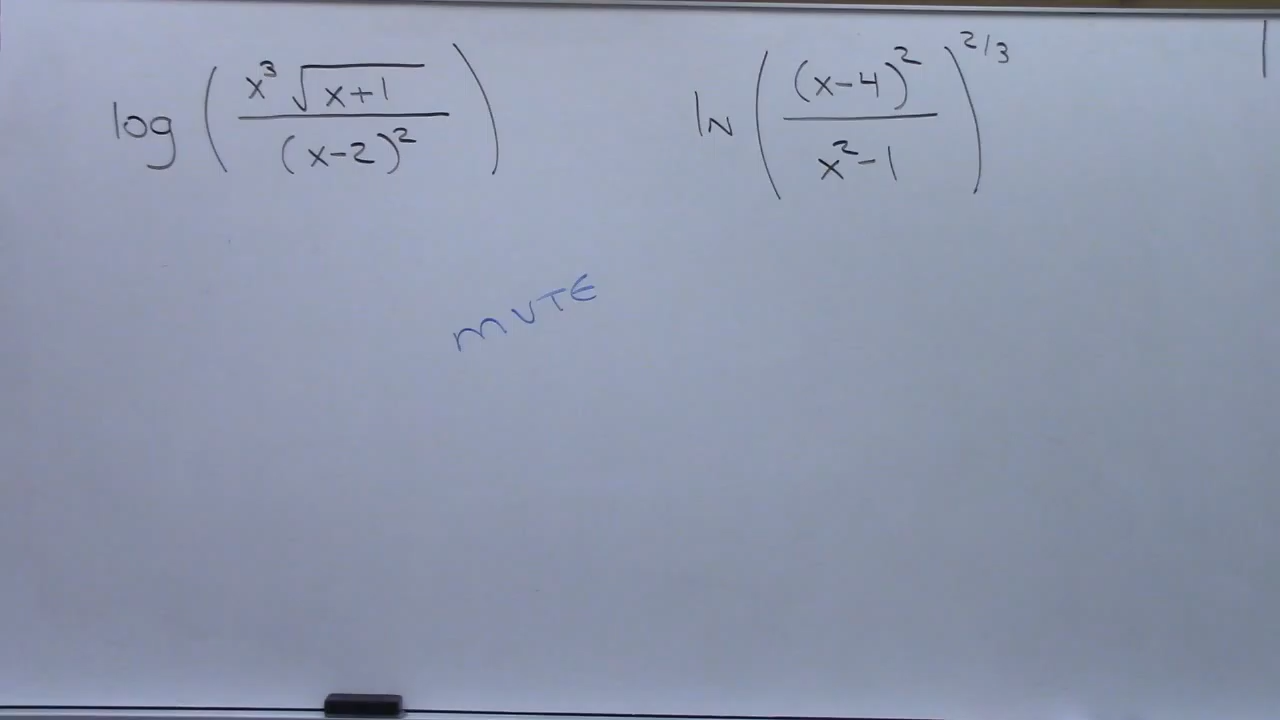 log ( x³ √(x+1) / (x-2)² )
ln ( (x-4)² / x²-1 )^2/3
MUTE